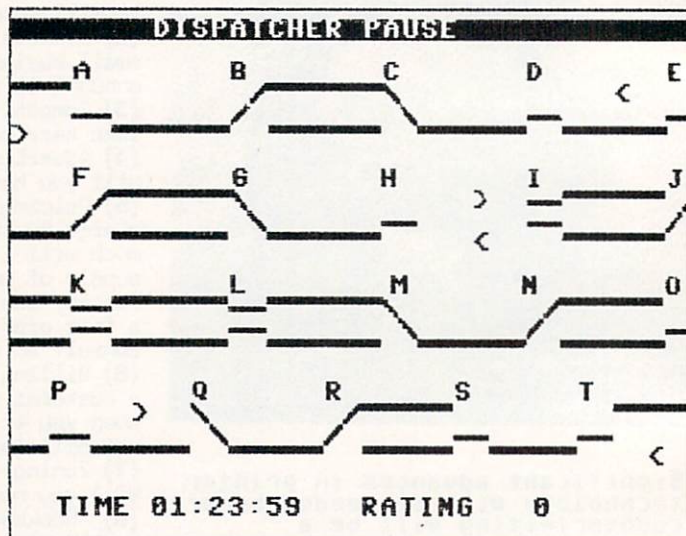 DISPATCHER PAUSE
A B C D E
F G H I J
K L M N O
P Q R S T
TIME 01:23:59 RATING 0